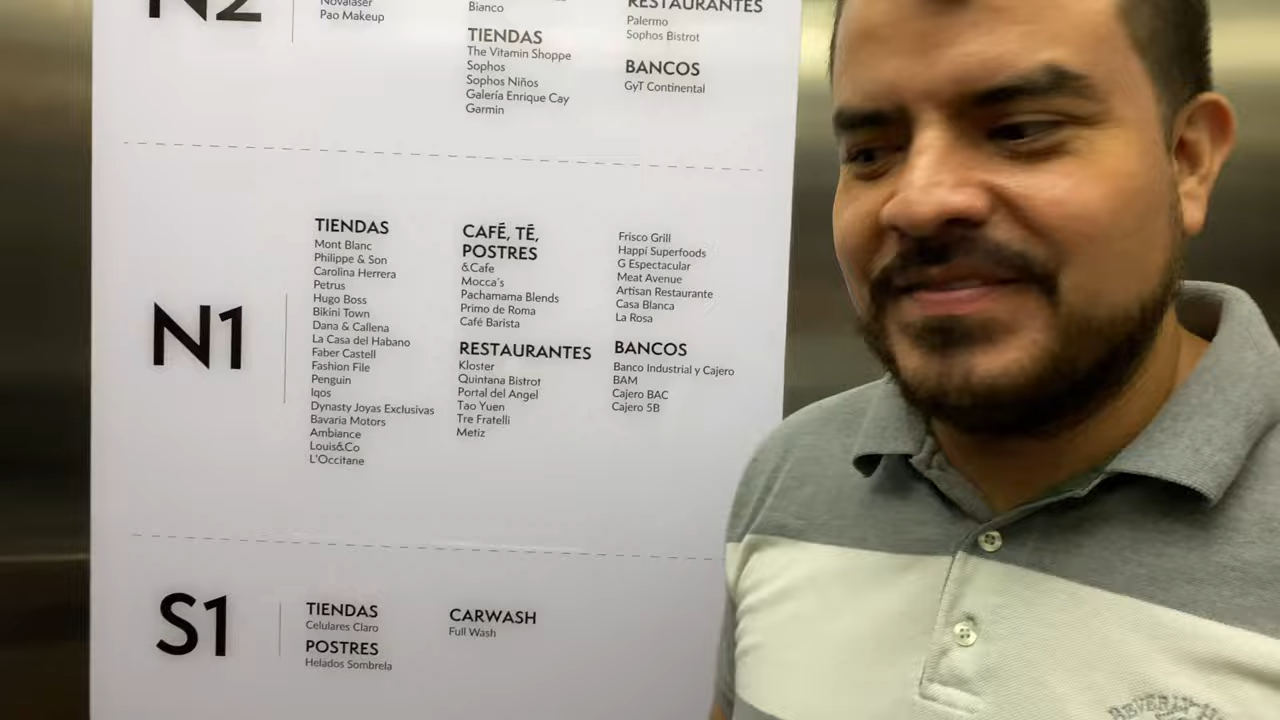 N2
Novalaser
Pao Makeup
Bianco
TIENDAS
The Vitamin Shoppe
Sophos
Sophos Niños
Galería Enrique Cay
Garmin
RESTAURANTES
Palermo
Sophos Bistrot
BANCOS
GyT Continental
N1
TIENDAS
Mont Blanc
Philippe & Son
Carolina Herrera
Petrus
Hugo Boss
Bikini Town
Dana & Callena
La Casa del Habano
Faber Castell
Fashion File
Penguin
Iqos
Dynasty Joyas Exclusivas
Bavaria Motors
Ambiance
Louis&Co
L'Occitane
CAFÉ, TÉ,
POSTRES
&Cafe
Mocca's
Pachamama Blends
Primo de Roma
Café Barista
RESTAURANTES
Kloster
Quintana Bistrot
Portal del Angel
Tao Yuen
Tre Fratelli
Metiz
Frisco Grill
Happí Superfoods
G Espectacular
Meat Avenue
Artisan Restaurante
Casa Blanca
La Rosa
BANCOS
Banco Industrial y Cajero
BAM
Cajero BAC
Cajero 5B
S1
TIENDAS
Celulares Claro
POSTRES
Helados Sombrela
CARWASH
Full Wash